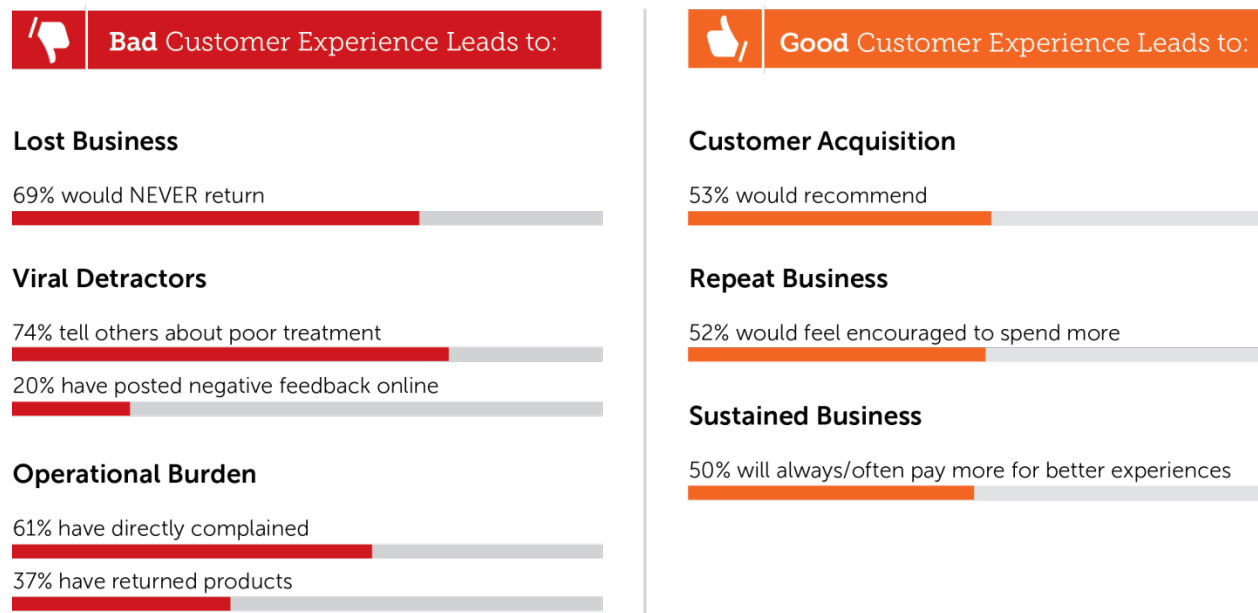 Bad Customer Experience Leads to:
Lost Business
69% would NEVER return
Viral Detractors
74% tell others about poor treatment
20% have posted negative feedback online
Operational Burden
61% have directly complained
37% have returned products
Good Customer Experience Leads to:
Customer Acquisition
53% would recommend
Repeat Business
52% would feel encouraged to spend more
Sustained Business
50% will always/often pay more for better experiences